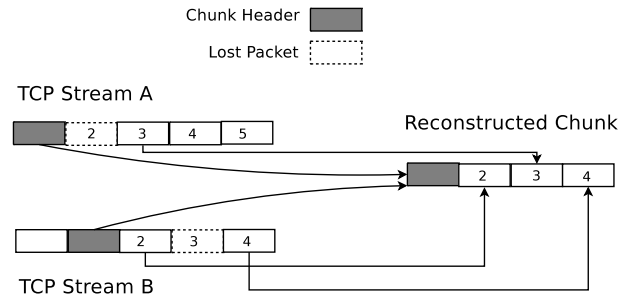 Chunk Header
Lost Packet
TCP Stream A
2 3 4 5
Reconstructed Chunk
2 3 4
2 3 4
TCP Stream B